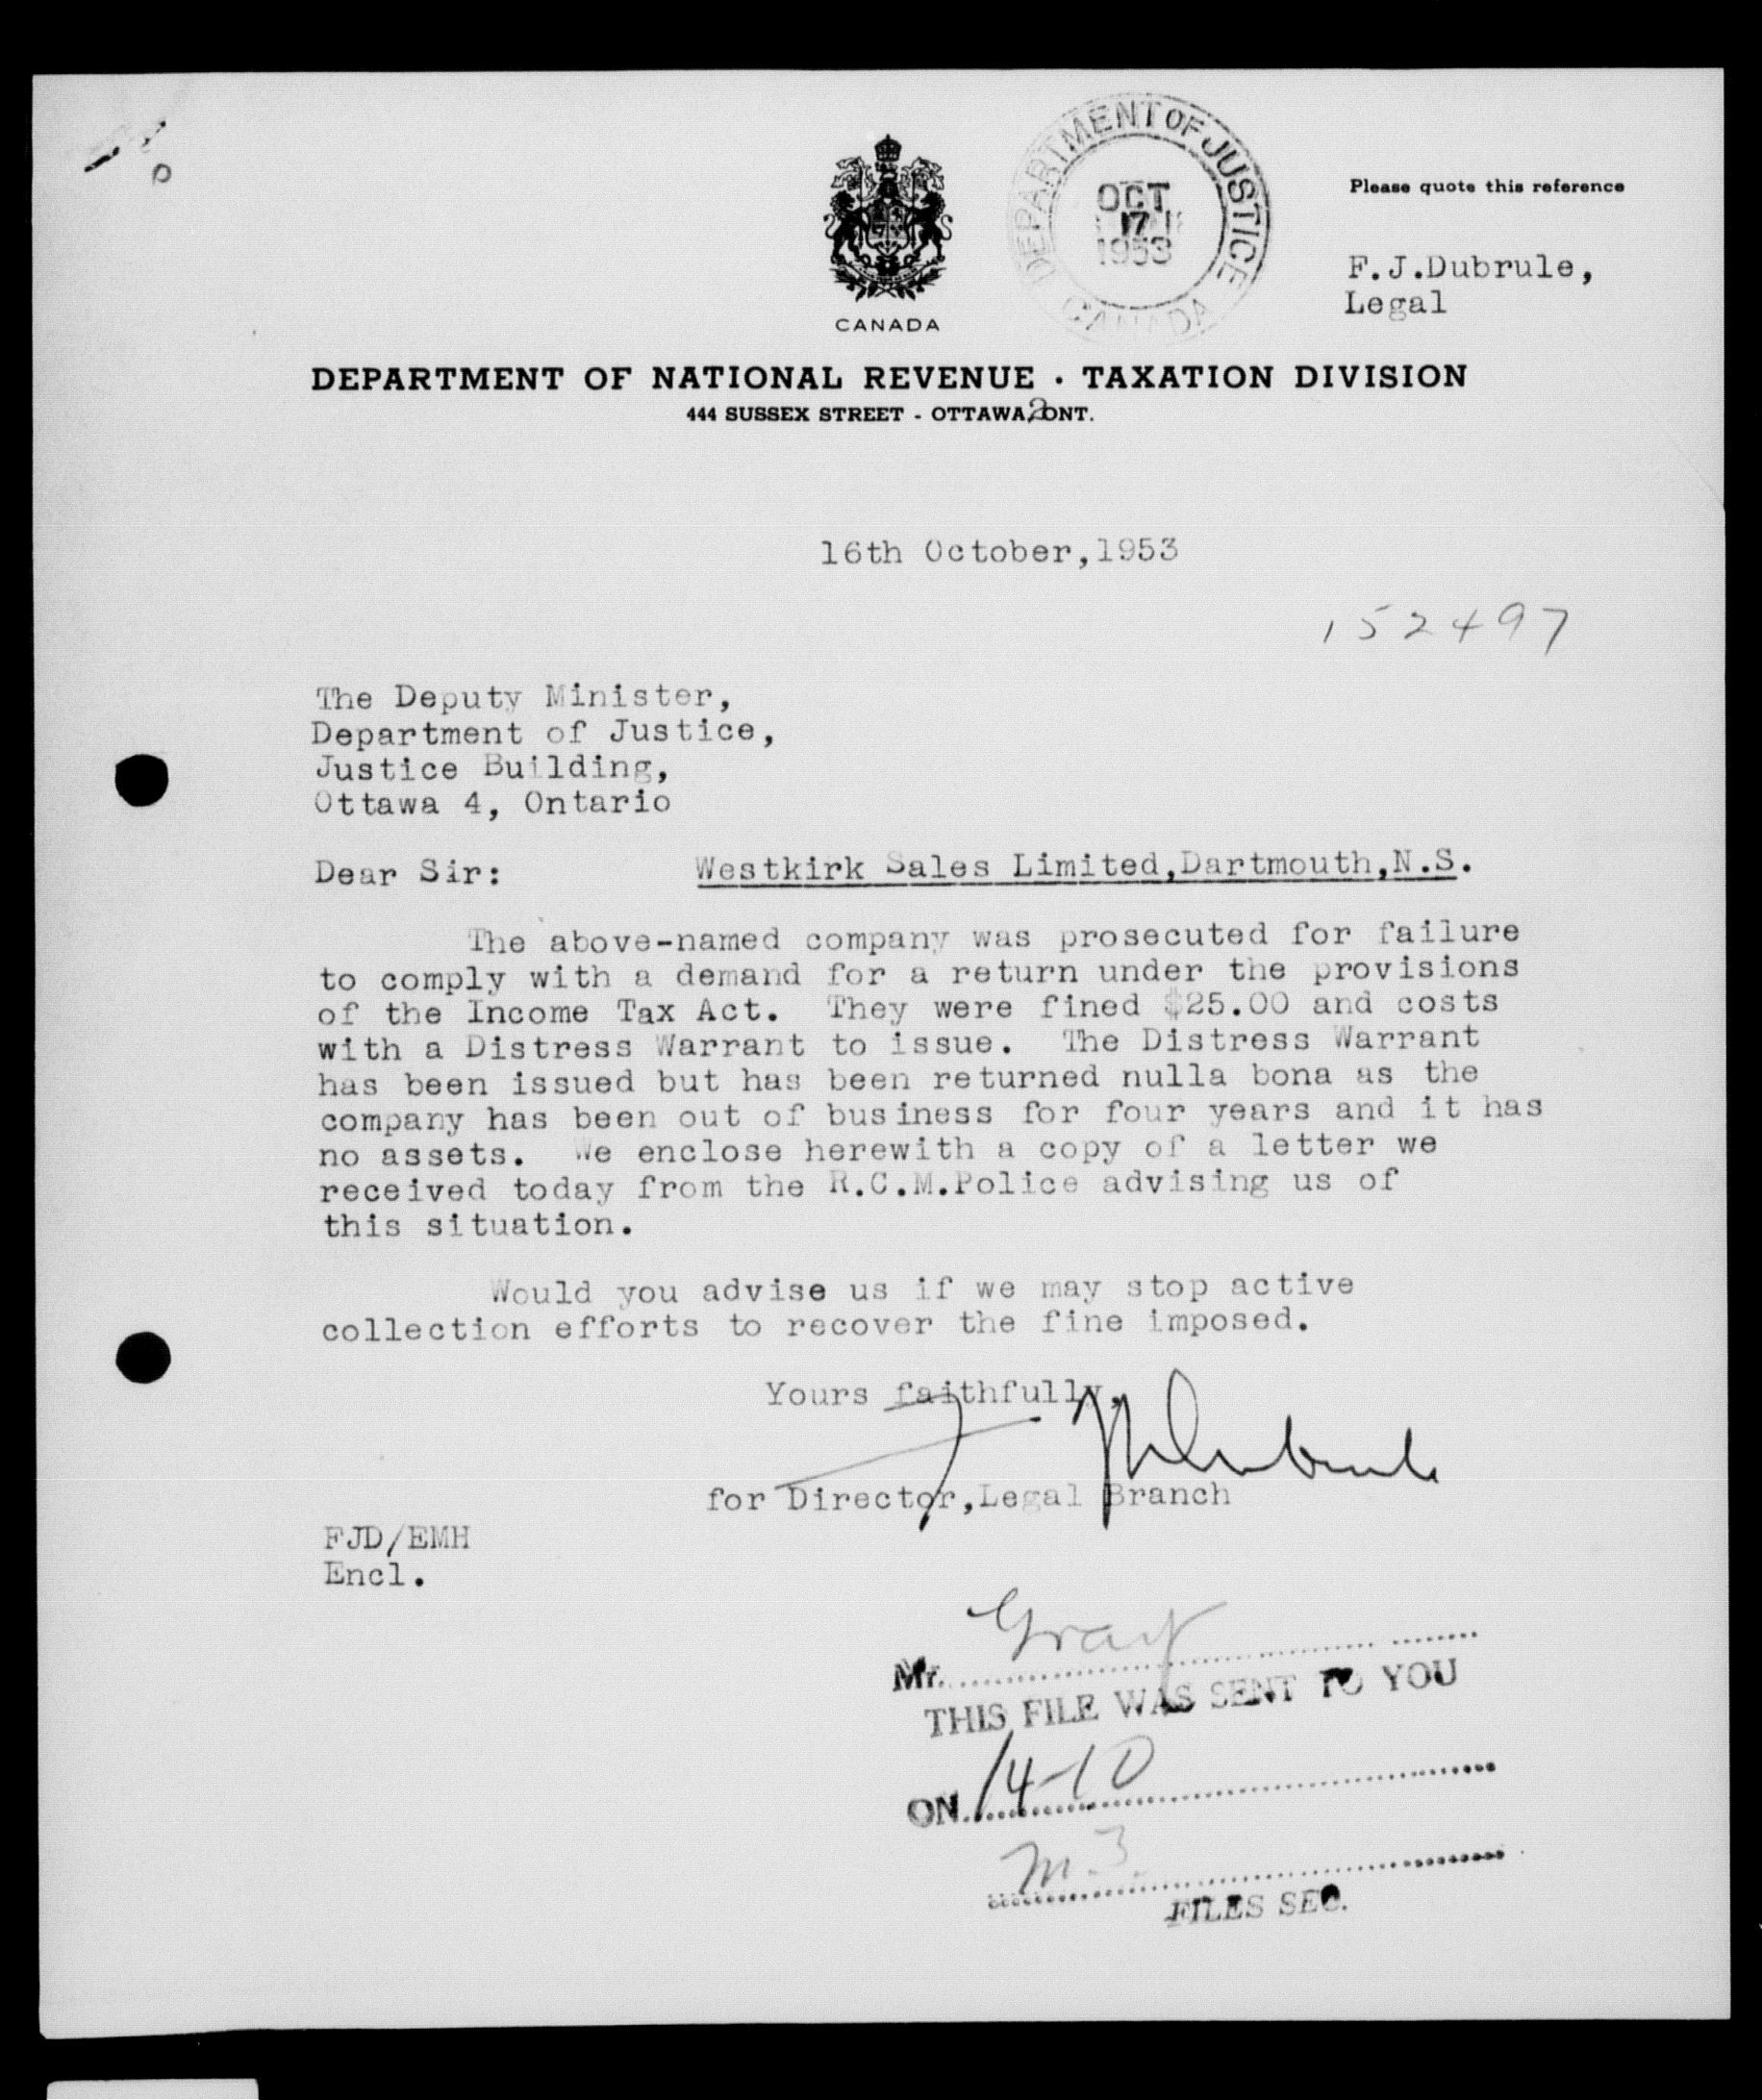 DEPARTMENT OF JUSTICE
OCT
17
1953
CANADA
Please quote this reference
F.J.Dubrule,
Legal
CANADA
DEPARTMENT OF NATIONAL REVENUE · TAXATION DIVISION
444 SUSSEX STREET - OTTAWA, 2 ONT.
16th October,1953
152497
The Deputy Minister,
Department of Justice,
Justice Building,
Ottawa 4, Ontario
Dear Sir: Westkirk Sales Limited,Dartmouth,N.S.
The above-named company was prosecuted for failure
to comply with a demand for a return under the provisions
of the Income Tax Act. They were fined $25.00 and costs
with a Distress Warrant to issue. The Distress Warrant
has been issued but has been returned nulla bona as the
company has been out of business for four years and it has
no assets. We enclose herewith a copy of a letter we
received today from the R.C.M.Police advising us of
this situation.
Would you advise us if we may stop active
collection efforts to recover the fine imposed.
Yours faithfully,
F J Dubrule
for Director,Legal Branch
FJD/EMH
Encl.
Mr. Gray
THIS FILE WAS SENT TO YOU
ON 14-10
FILES SEC.